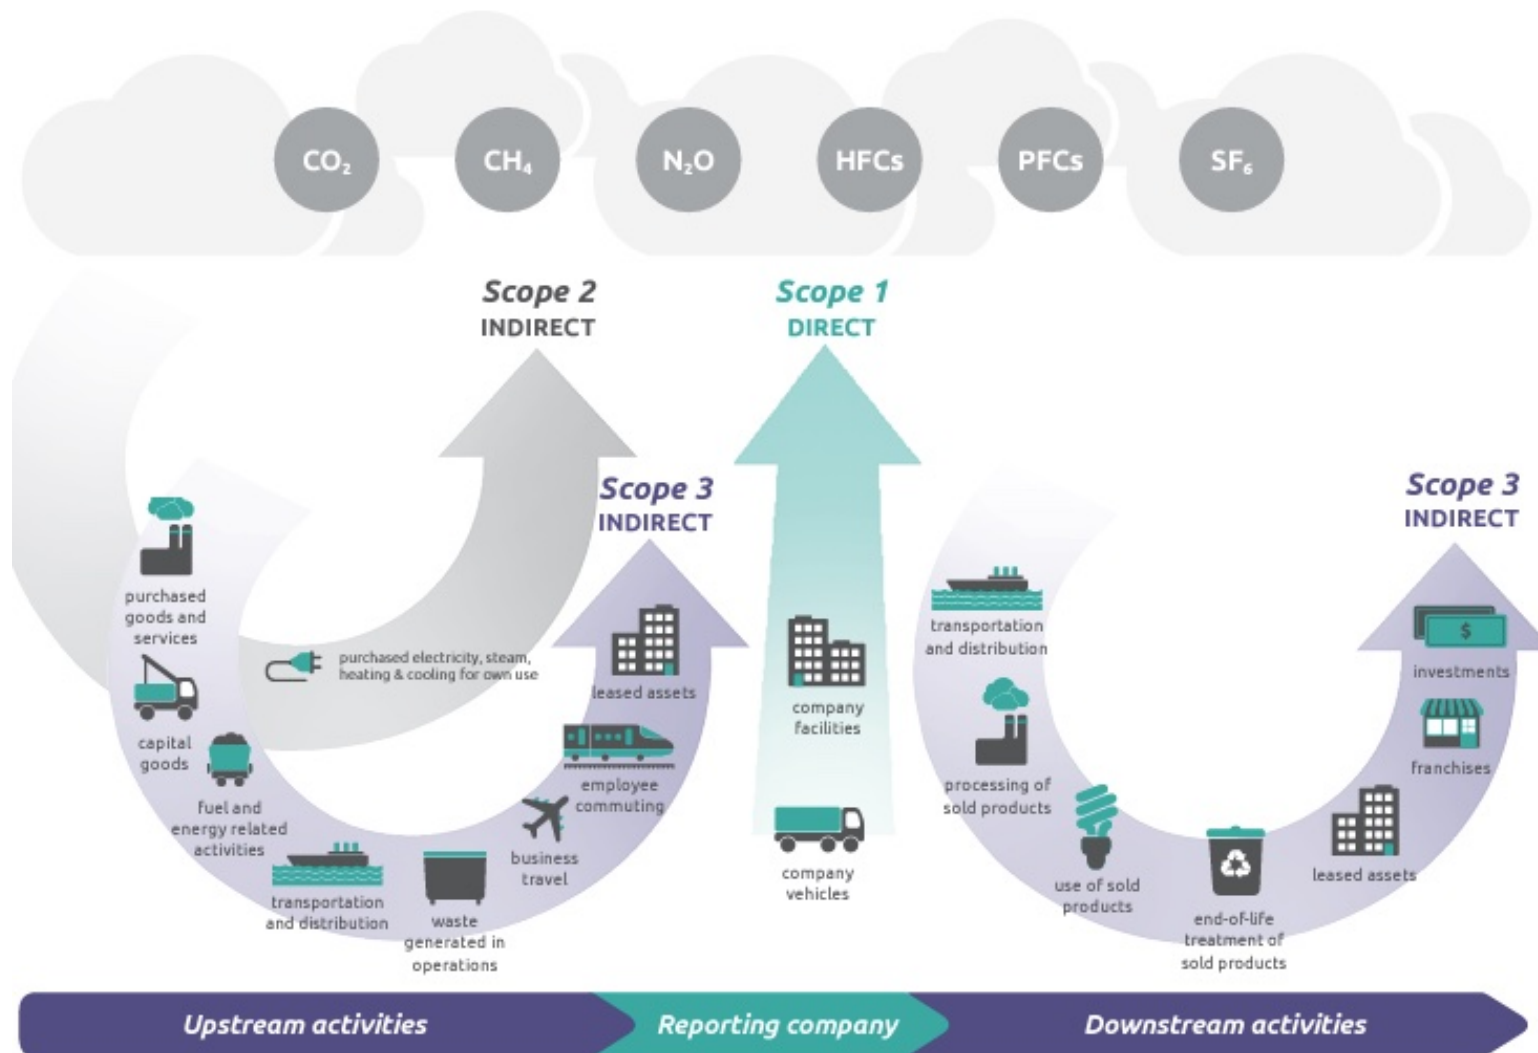 CO₂
CH₄
N₂O
HFCs
PFCs
SF₆
Scope 2
INDIRECT
Scope 1
DIRECT
Scope 3
INDIRECT
Scope 3
INDIRECT
purchased
goods and
services
capital
goods
fuel and
energy related
activities
transportation
and distribution
waste
generated in
operations
business
travel
employee
commuting
leased assets
purchased electricity, steam,
heating & cooling for own use
company
facilities
company
vehicles
transportation
and distribution
processing of
sold products
use of sold
products
end-of-life
treatment of
sold products
leased assets
franchises
investments
$
Upstream activities
Reporting company
Downstream activities